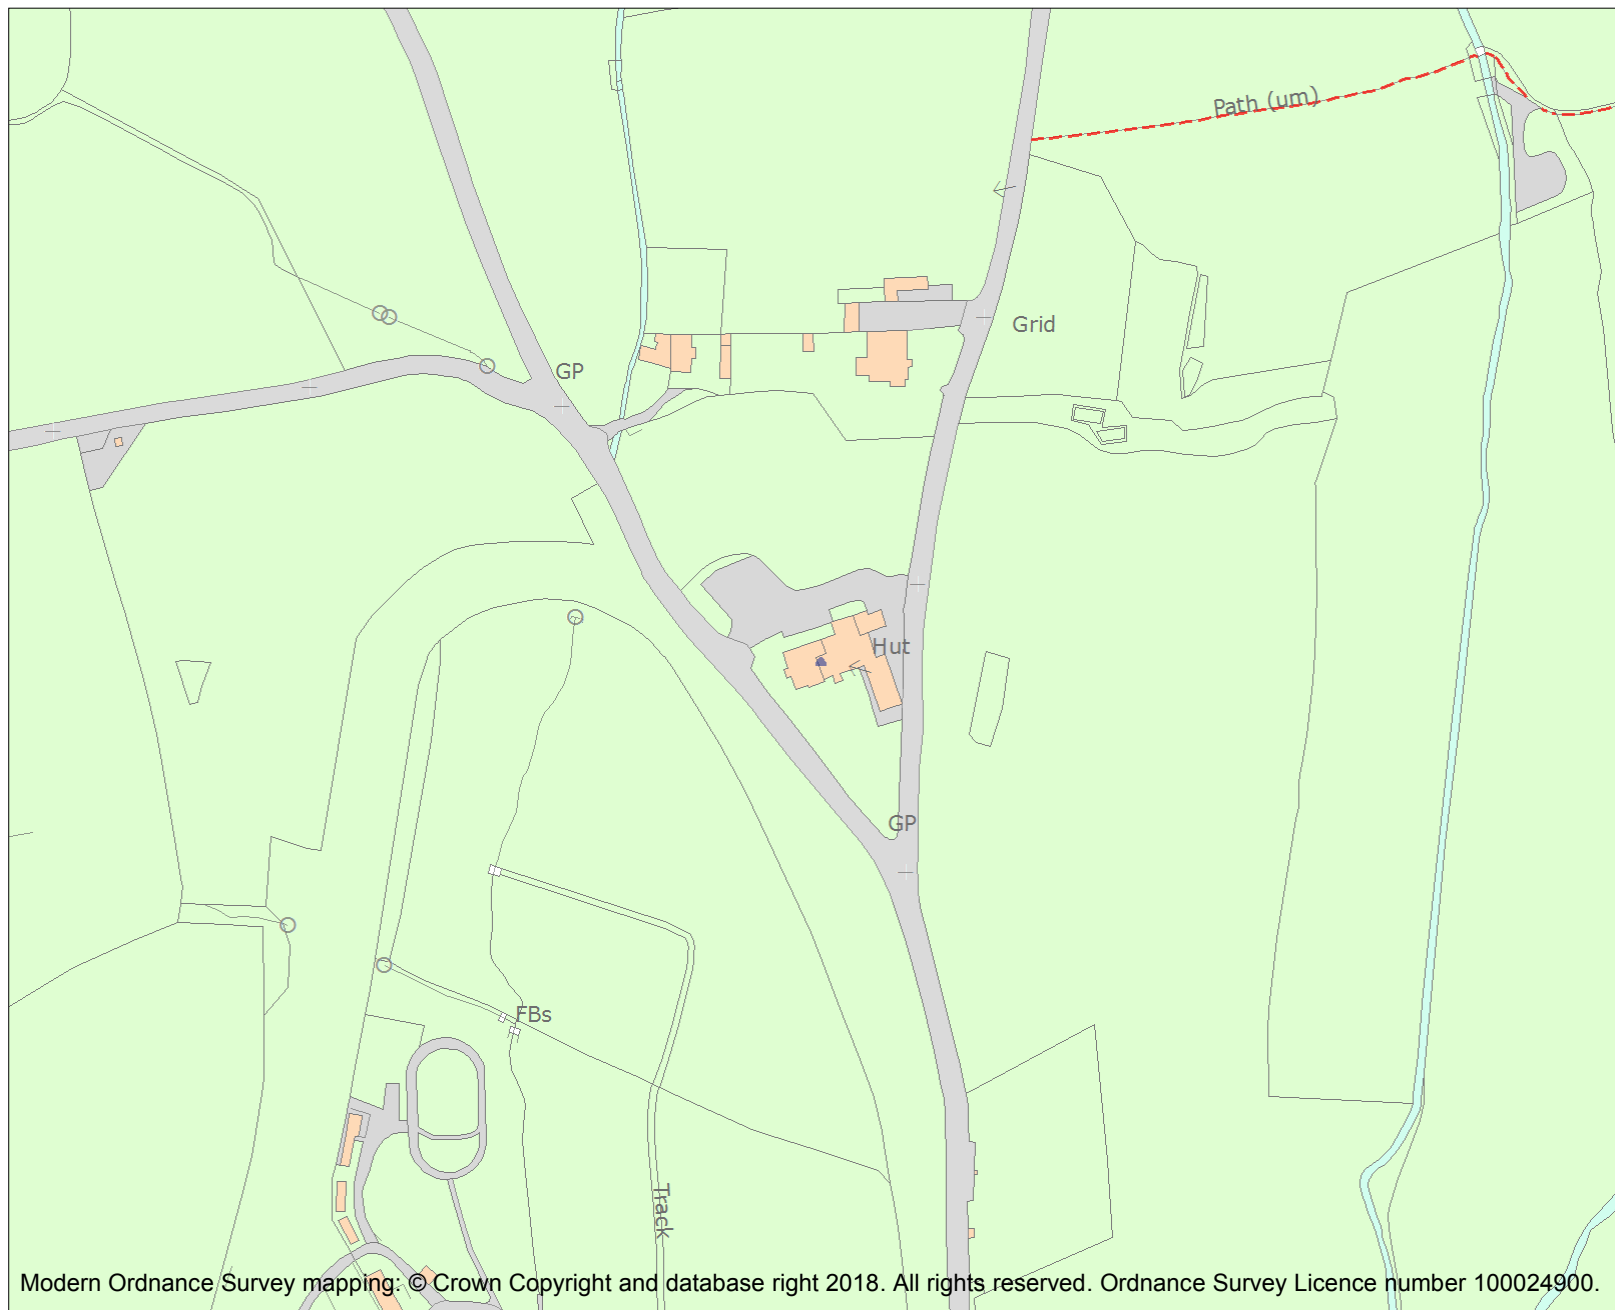 Path (um)
Grid
GP
Hut
GP
FBs
Track
Modern Ordnance Survey mapping: © Crown Copyright and database right 2018. All rights reserved. Ordnance Survey Licence number 100024900.